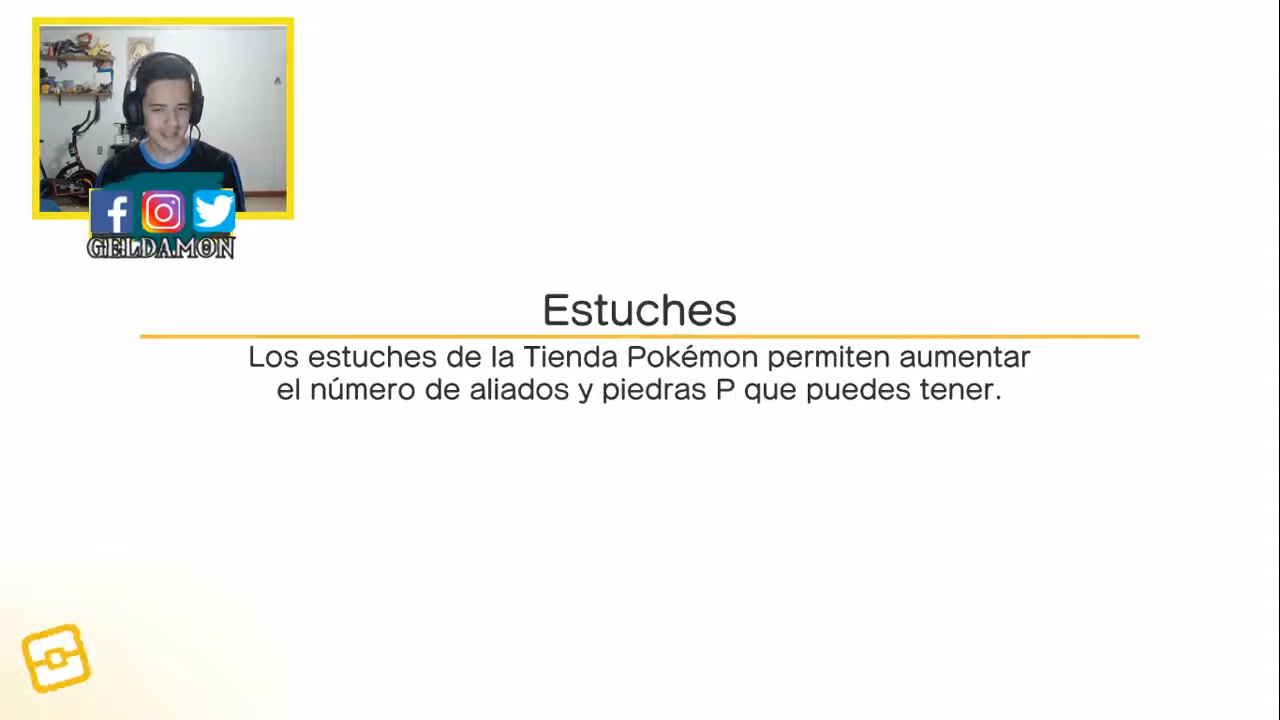 GELDAMON
Estuches
Los estuches de la Tienda Pokémon permiten aumentar
el número de aliados y piedras P que puedes tener.